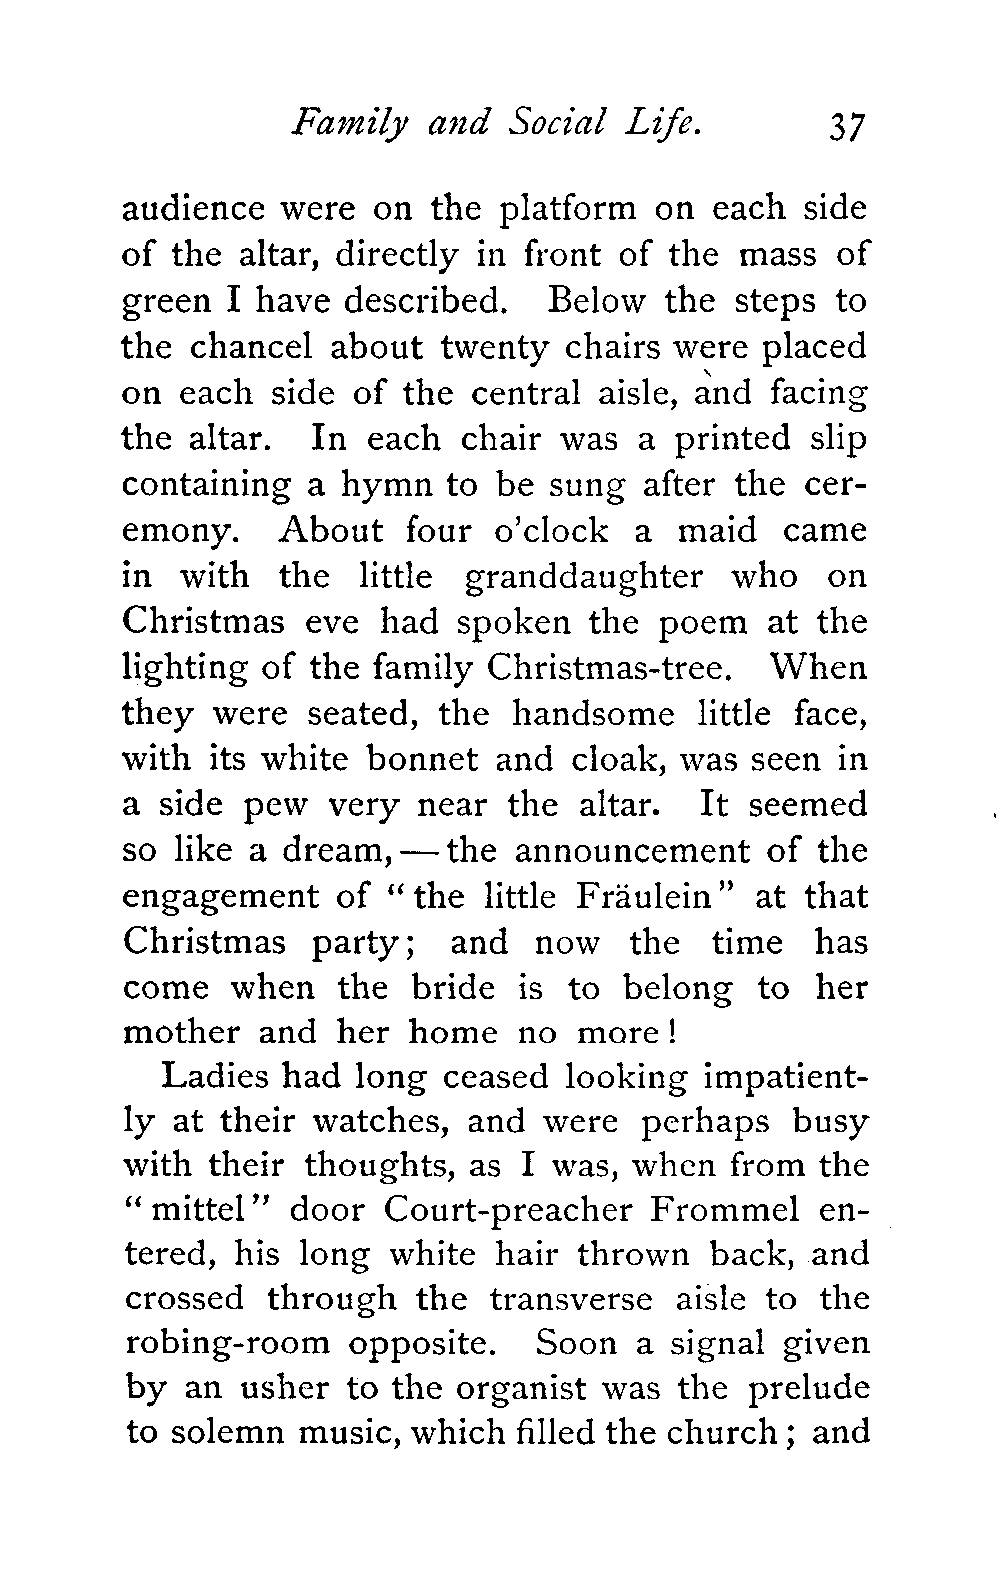 Family and Social Life. 37
audience were on the platform on each side
of the altar, directly in front of the mass of
green I have described. Below the steps to
the chancel about twenty chairs were placed
on each side of the central aisle, and facing
the altar. In each chair was a printed slip
containing a hymn to be sung after the cer-
emony. About four o'clock a maid came
in with the little granddaughter who on
Christmas eve had spoken the poem at the
lighting of the family Christmas-tree. When
they were seated, the handsome little face,
with its white bonnet and cloak, was seen in
a side pew very near the altar. It seemed
so like a dream,—the announcement of the
engagement of "the little Fräulein" at that
Christmas party; and now the time has
come when the bride is to belong to her
mother and her home no more!
Ladies had long ceased looking impatient-
ly at their watches, and were perhaps busy
with their thoughts, as I was, when from the
"mittel" door Court-preacher Frommel en-
tered, his long white hair thrown back, and
crossed through the transverse aisle to the
robing-room opposite. Soon a signal given
by an usher to the organist was the prelude
to solemn music, which filled the church; and